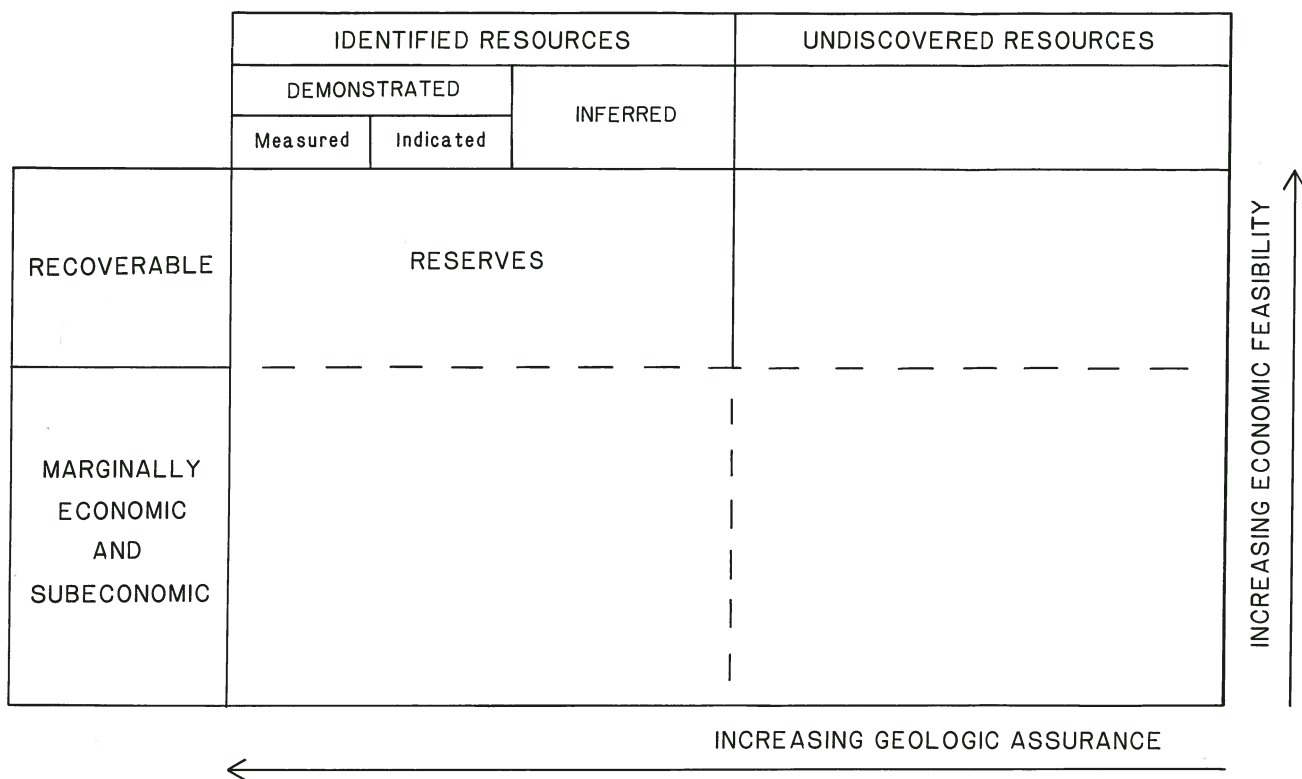 IDENTIFIED RESOURCES
UNDISCOVERED RESOURCES
DEMONSTRATED
INFERRED
Measured
Indicated
RECOVERABLE
RESERVES
MARGINALLY
ECONOMIC
AND
SUBECONOMIC
INCREASING ECONOMIC FEASIBILITY
INCREASING GEOLOGIC ASSURANCE